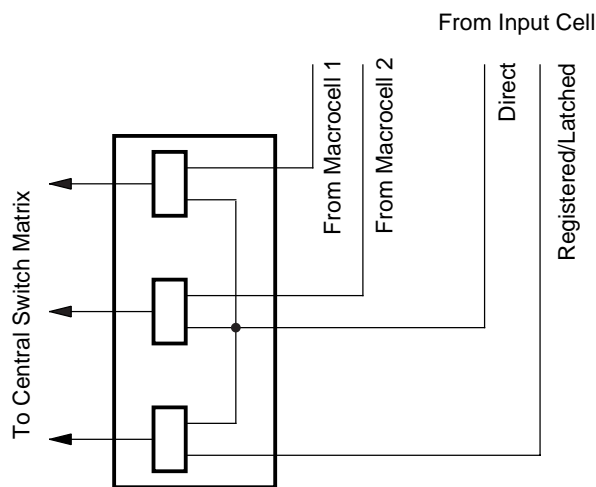 From Input Cell
From Macrocell 1
From Macrocell 2
Direct
Registered/Latched
To Central Switch Matrix